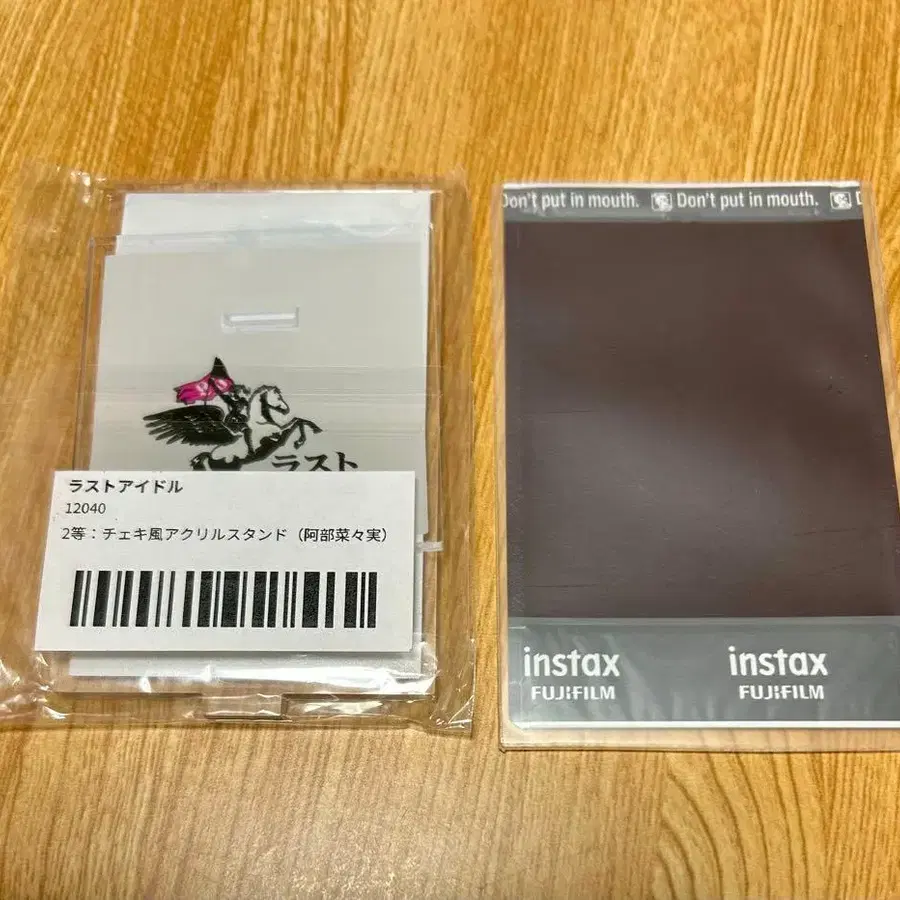 ラスト
ラストアイドル
12040
2等：チェキ風アクリルスタンド（阿部菜々実）
Don't put in mouth. Don't put in mouth.
instax instax
FUJIFILM FUJIFILM